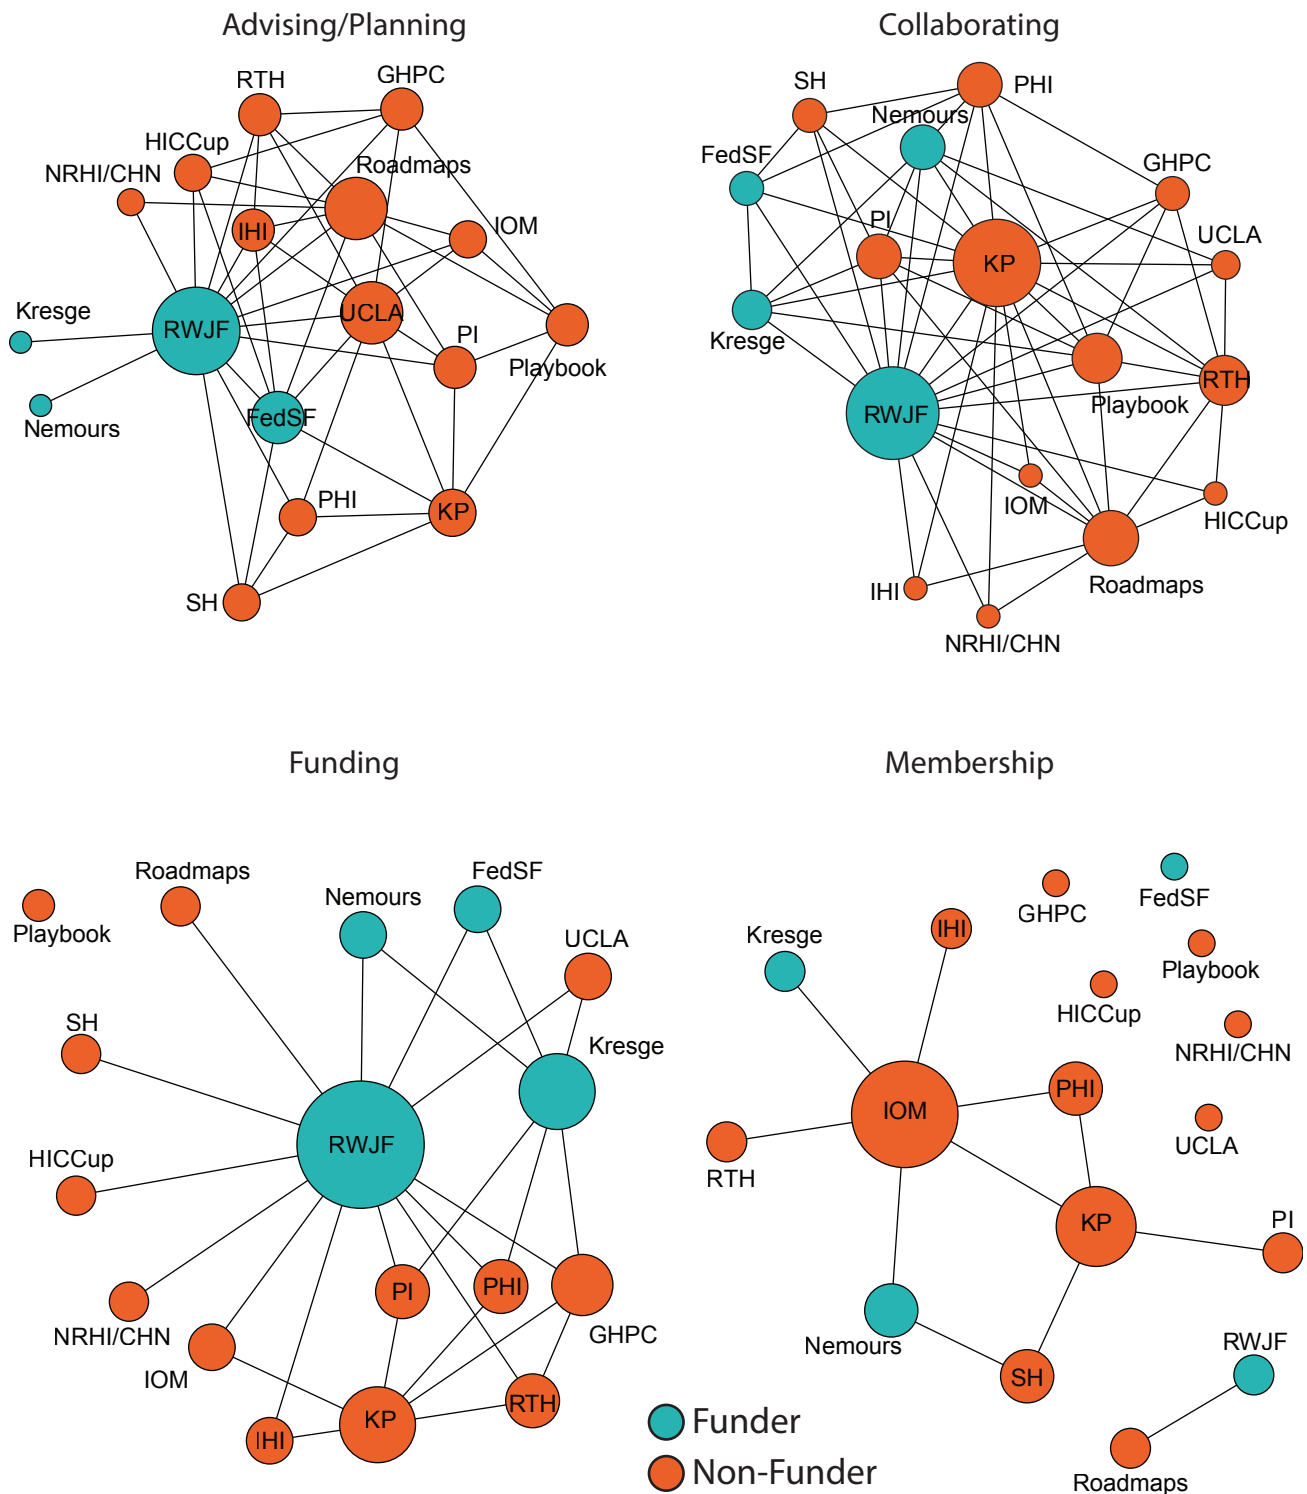 Advising/Planning
RTH
GHPC
HICCup
NRHI/CHN
Roadmaps
IHI
IOM
Kresge
RWJF
UCLA
PI
Playbook
Nemours
FedSF
PHI
KP
SH
Collaborating
SH
PHI
Nemours
FedSF
GHPC
PI
UCLA
KP
Kresge
RTH
Playbook
RWJF
IOM
HICCup
Roadmaps
IHI
NRHI/CHN
Funding
Roadmaps
FedSF
Nemours
Playbook
UCLA
SH
Kresge
RWJF
HICCup
PI
PHI
NRHI/CHN
GHPC
IOM
RTH
KP
IHI
Membership
FedSF
GHPC
IHI
Kresge
Playbook
HICCup
NRHI/CHN
PHI
IOM
UCLA
RTH
KP
PI
Nemours
RWJF
SH
Roadmaps
Funder
Non-Funder